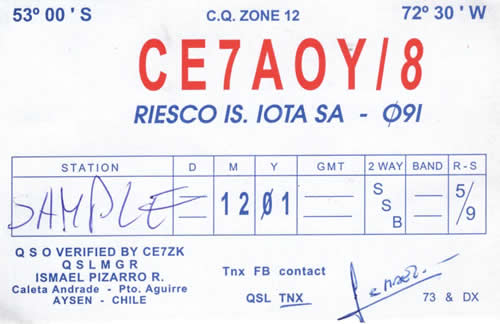 53° 00' S C.Q. ZONE 12 72° 30' W
CE7AOY/8
RIESCO IS. IOTA SA - Ø91
STATION D M Y GMT 2 WAY BAND R-S
SAMPLE 12 Ø1 SSB 5/9
QSO VERIFIED BY CE7ZK
QSLMGR
ISMAEL PIZARRO R.
Caleta Andrade - Pto. Aguirre
AYSEN - CHILE
Tnx FB contact
QSL TNX 73 & DX